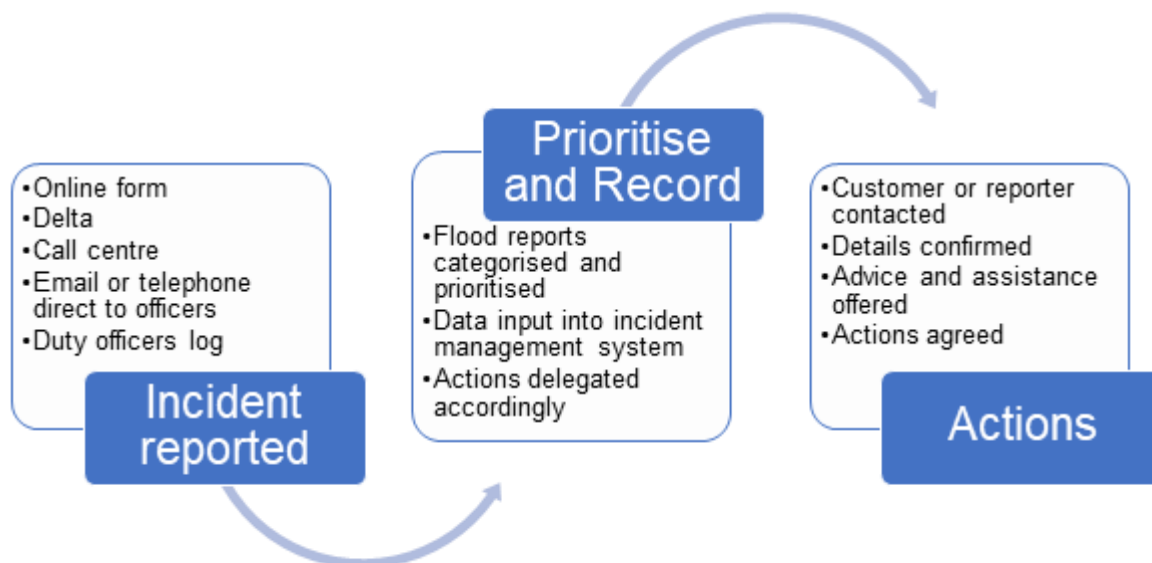 •Online form
•Delta
•Call centre
•Email or telephone
direct to officers
•Duty officers log
Incident
reported
Prioritise
and Record
•Flood reports
categorised and
prioritised
•Data input into incident
management system
•Actions delegated
accordingly
•Customer or reporter
contacted
•Details confirmed
•Advice and assistance
offered
•Actions agreed
Actions